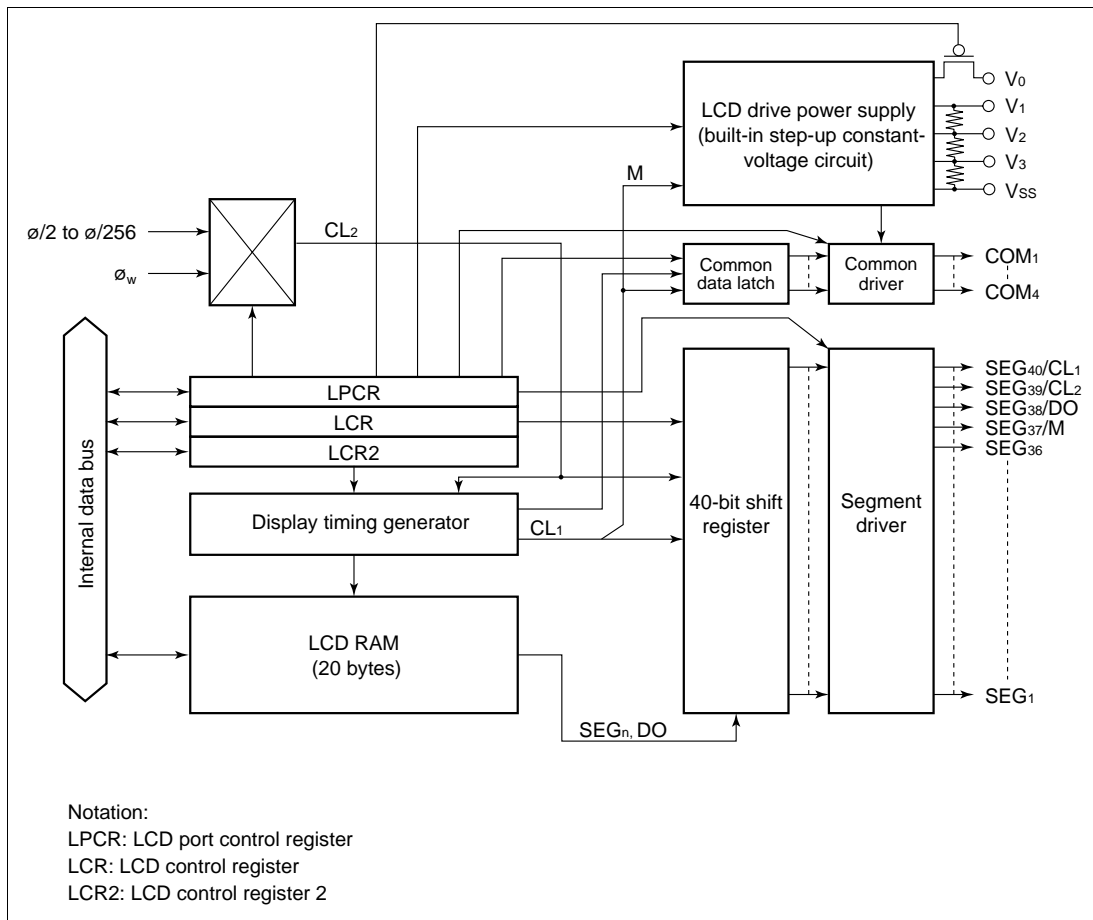 V0
LCD drive power supply
(built-in step-up constant-
voltage circuit)
V1
V2
V3
VSS
M
ø/2 to ø/256
øw
CL2
Common
data latch
Common
driver
COM1
COM4
Internal data bus
LPCR
LCR
LCR2
Display timing generator
CL1
LCD RAM
(20 bytes)
SEGn, DO
40-bit shift
register
Segment
driver
SEG40/CL1
SEG39/CL2
SEG38/DO
SEG37/M
SEG36
SEG1
Notation:
LPCR: LCD port control register
LCR: LCD control register
LCR2: LCD control register 2